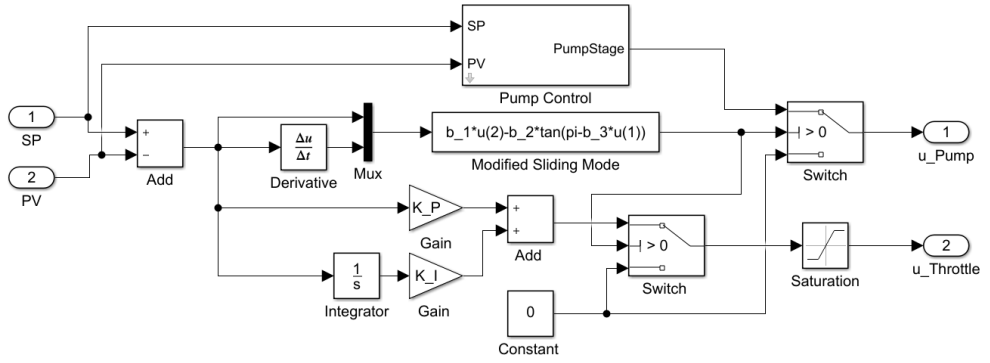 SP
PV
PumpStage
Pump Control
1
SP
2
PV
+
−
Add
Δu
Δt
Derivative
Mux
b_1*u(2)-b_2*tan(pi-b_3*u(1))
Modified Sliding Mode
> 0
Switch
1
u_Pump
K_P
Gain
+
+
Add
> 0
Switch
Saturation
2
u_Throttle
1
s
Integrator
K_I
Gain
0
Constant